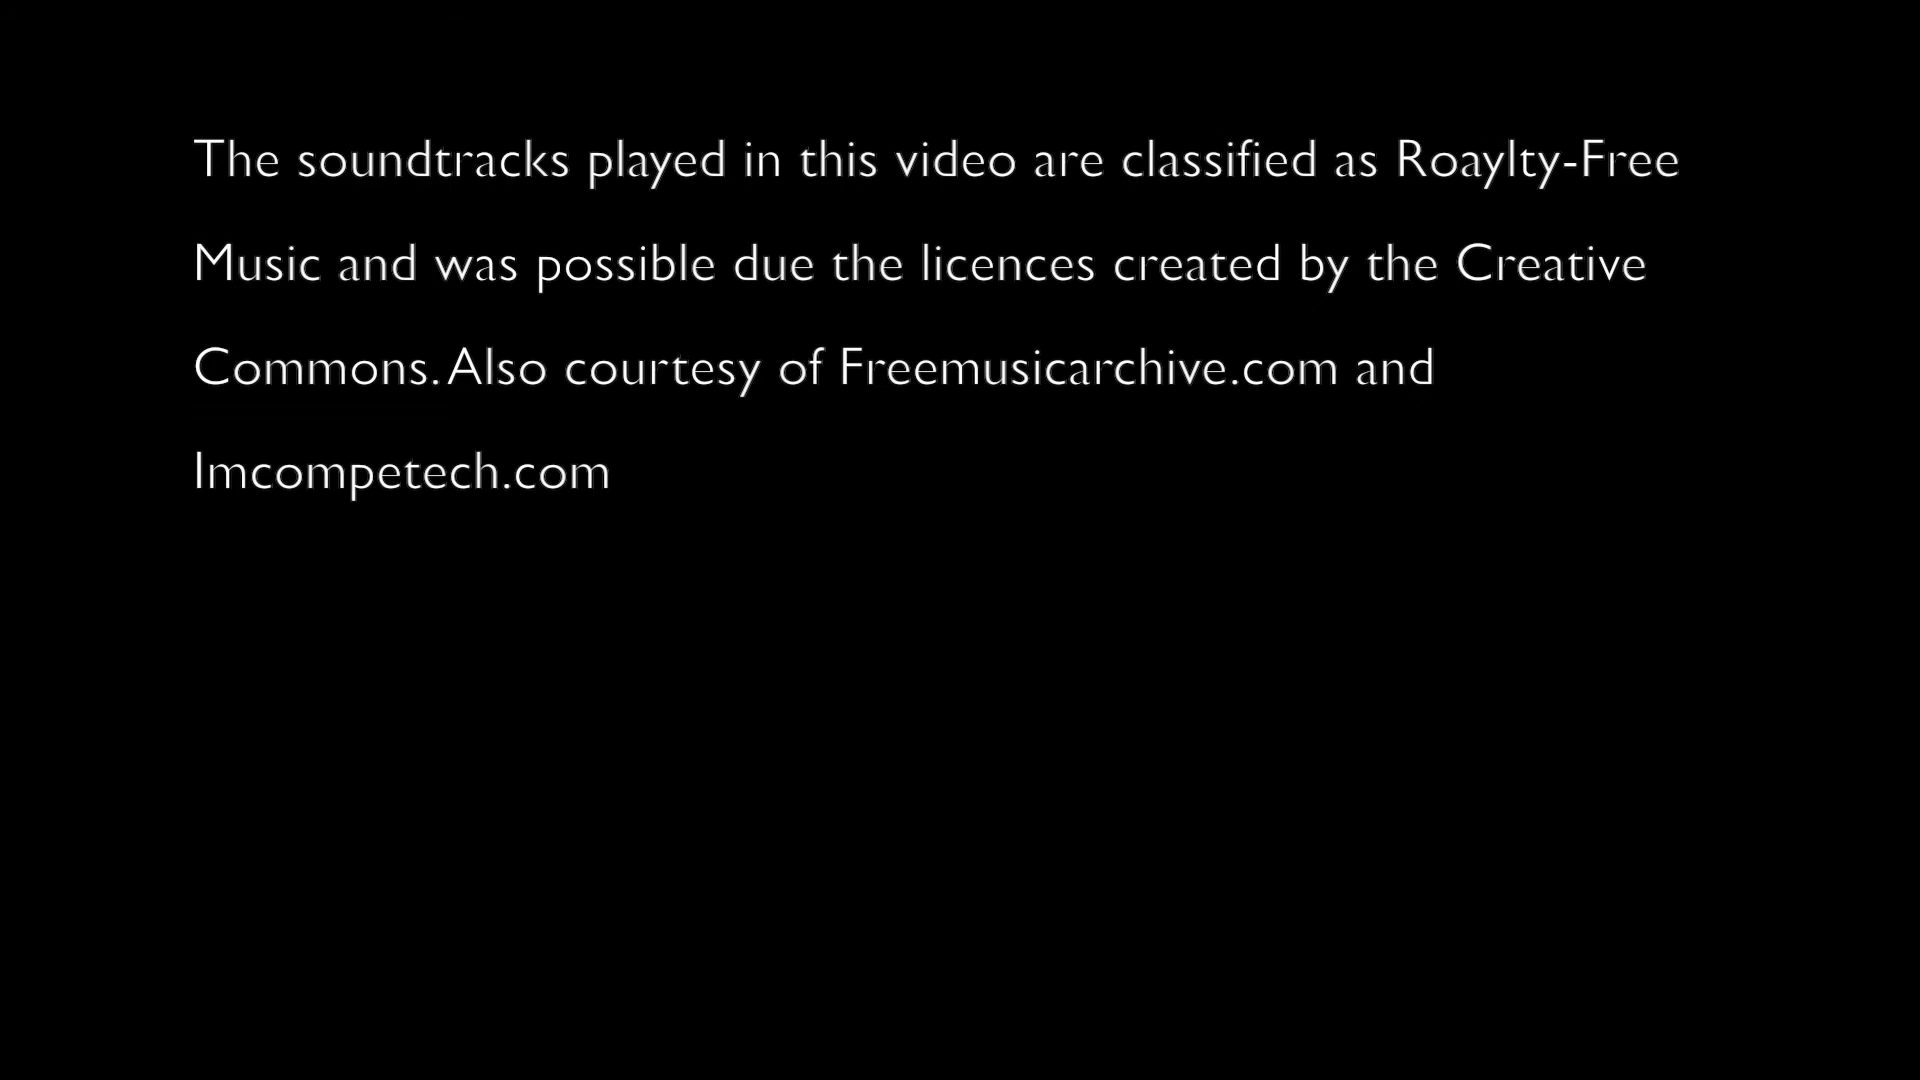 The soundtracks played in this video are classified as Roaylty-Free
Music and was possible due the licences created by the Creative
Commons. Also courtesy of Freemusicarchive.com and
Imcompetech.com